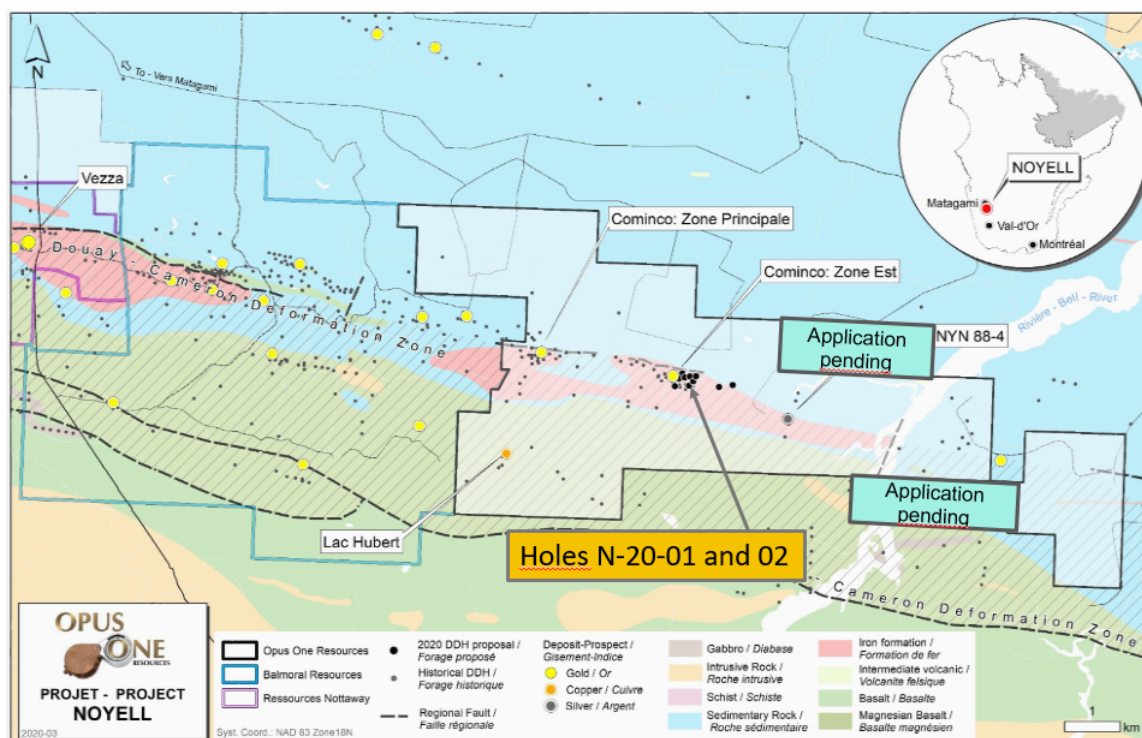 N
To - Vers Matagami
Vezza
Douay - Cameron Deformation Zone
Cominco: Zone Principale
Cominco: Zone Est
Application
pending
NYN 88-4
Rivière - Bell - River
NOYELL
Matagami
Val-d'Or
Montréal
Lac Hubert
Holes N-20-01 and 02
Application
pending
- Cameron Deformation Zone
OPUS
ONE
RESOURCES
PROJET - PROJECT
NOYELL
2020-03
Opus One Resources
Balmoral Resources
Ressources Nottaway
Syst. Coord.: NAD 83 Zone18N
2020 DDH proposal /
Forage proposé
Historical DDH /
Forage historique
Regional Fault /
Faille régionale
Deposit-Prospect /
Gisement-Indice
Gold / Or
Copper / Cuivre
Silver / Argent
Gabbro / Diabase
Intrusive Rock /
Roche intrusive
Schist / Schiste
Sedimentary Rock /
Roche sédimentaire
Iron formation /
Formation de fer
Intermediate volcanic /
Volcanite felsique
Basalt / Basalte
Magnesian Basalt /
Basalte magnésien
1
km